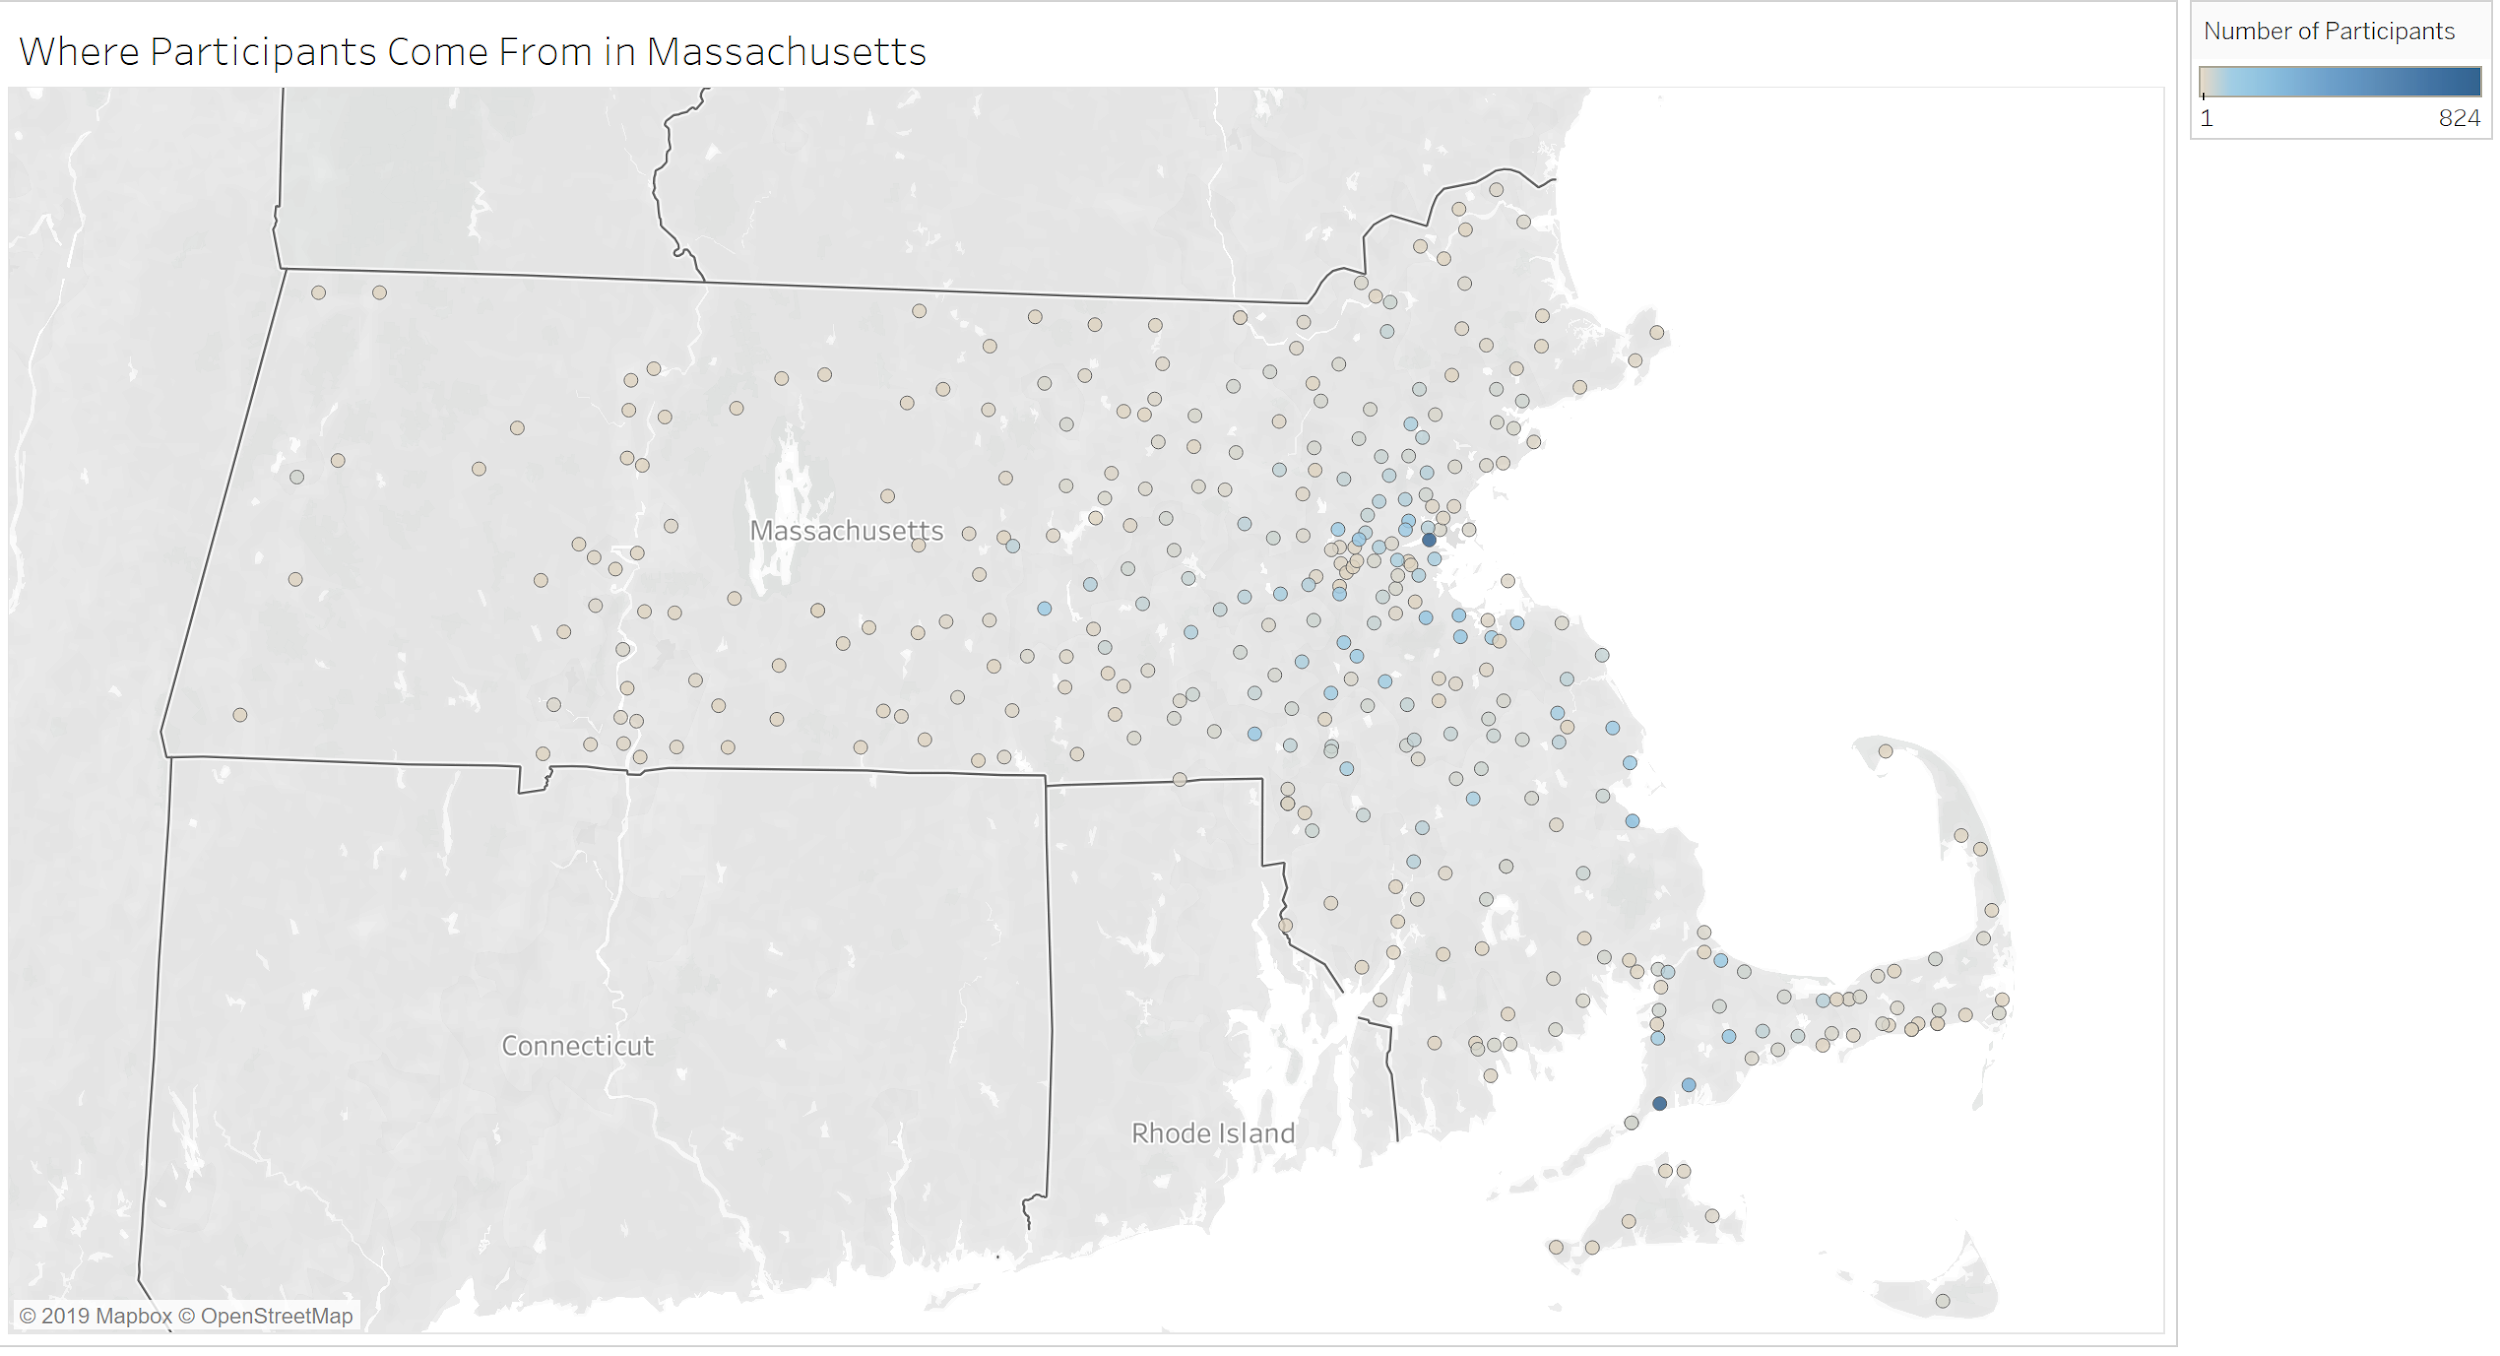 Where Participants Come From in Massachusetts
Number of Participants
1 824
Massachusetts
Connecticut
Rhode Island
© 2019 Mapbox © OpenStreetMap